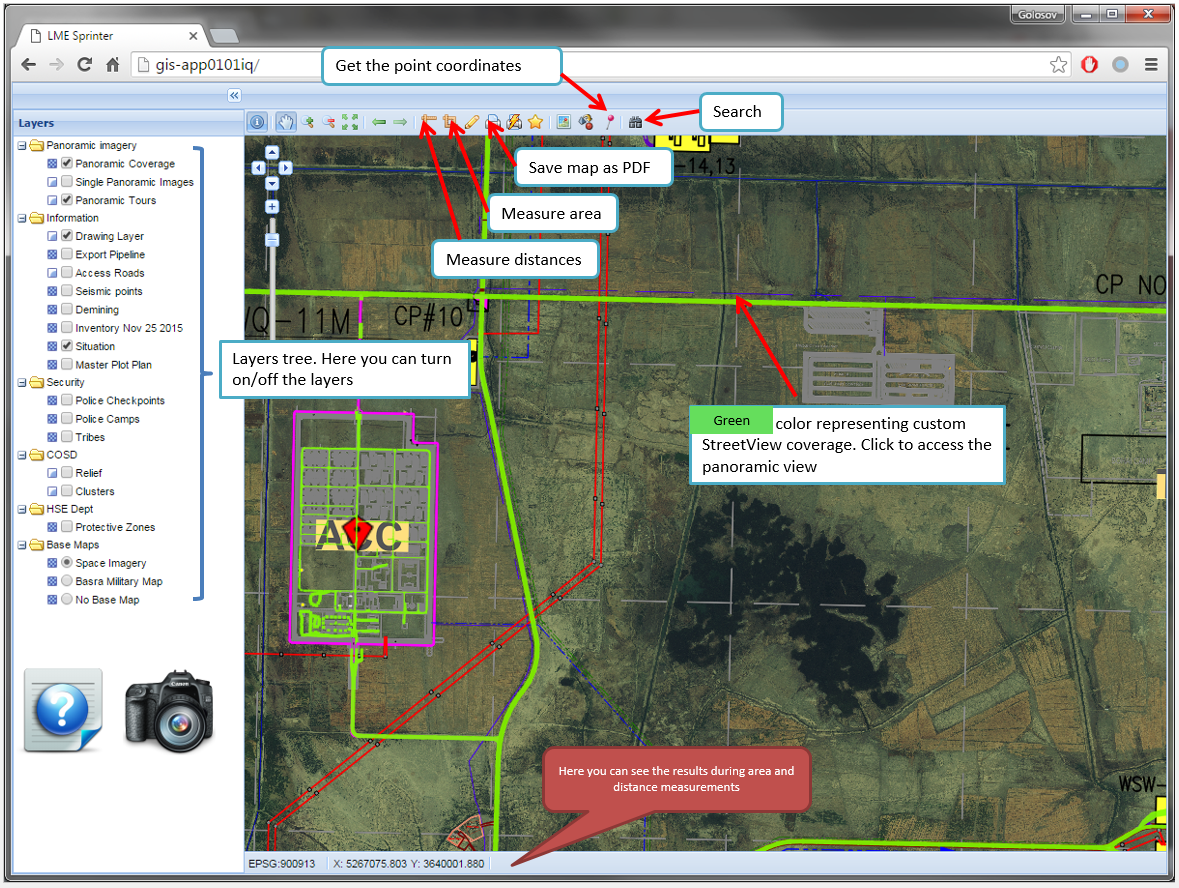 Golosov
LME Sprinter
gis-app0101iq/
Get the point coordinates
Search
Save map as PDF
Measure area
Measure distances
Layers
Panoramic imagery
Panoramic Coverage
Single Panoramic Images
Panoramic Tours
Information
Drawing Layer
Export Pipeline
Access Roads
Seismic points
Demining
Inventory Nov 25 2015
Situation
Master Plot Plan
Security
Police Checkpoints
Police Camps
Tribes
COSD
Relief
Clusters
HSE Dept
Protective Zones
Base Maps
Space Imagery
Basra Military Map
No Base Map
Layers tree. Here you can turn
on/off the layers
-14,13
CP NO
WQ-11M
CP#10
Green color representing custom
StreetView coverage. Click to access the
panoramic view
ACC
Canon
WSW-
Here you can see the results during area and
distance measurements
EPSG:900913 X: 5267075.803 Y: 3640001.880